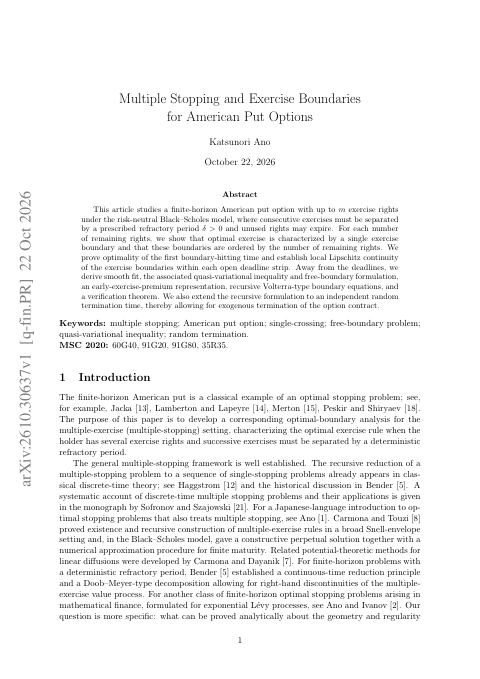 Multiple Stopping and Exercise Boundaries
for American Put Options
Katsunori Ano
October 22, 2026
Abstract
This article studies a finite-horizon American put option with up to m exercise rights
under the risk-neutral Black–Scholes model, where consecutive exercises must be separated
by a prescribed refractory period δ > 0 and unused rights may expire. For each number
of remaining rights, we show that optimal exercise is characterized by a single exercise
boundary and that these boundaries are ordered by the number of remaining rights. We
prove optimality of the first boundary-hitting time and establish local Lipschitz continuity
of the exercise boundaries within each open deadline strip. Away from the deadlines, we
derive smooth fit, the associated quasi-variational inequality and free-boundary formulation,
an early-exercise-premium representation, recursive Volterra-type boundary equations, and
a verification theorem. We also extend the recursive formulation to an independent random
termination time, thereby allowing for exogenous termination of the option contract.
Keywords: multiple stopping; American put option; single-crossing; free-boundary problem;
quasi-variational inequality; random termination.
MSC 2020: 60G40, 91G20, 91G80, 35R35.
1 Introduction
The finite-horizon American put is a classical example of an optimal stopping problem; see,
for example, Jacka [13], Lamberton and Lapeyre [14], Merton [15], Peskir and Shiryaev [18].
The purpose of this paper is to develop a corresponding optimal-boundary analysis for the
multiple-exercise (multiple-stopping) setting, characterizing the optimal exercise rule when the
holder has several exercise rights and successive exercises must be separated by a deterministic
refractory period.
The general multiple-stopping framework is well established. The recursive reduction of a
multiple-stopping problem to a sequence of single-stopping problems already appears in clas-
sical discrete-time theory; see Haggstrom [12] and the historical discussion in Bender [5]. A
systematic account of discrete-time multiple stopping problems and their applications is given
in the monograph by Sofronov and Szajowski [21]. For a Japanese-language introduction to op-
timal stopping problems that also treats multiple stopping, see Ano [1]. Carmona and Touzi [8]
proved existence and recursive construction of multiple-exercise rules in a broad Snell-envelope
setting and, in the Black–Scholes model, gave a constructive perpetual solution together with a
numerical approximation procedure for finite maturity. Related potential-theoretic methods for
linear diffusions were developed by Carmona and Dayanik [7]. For finite-horizon problems with
a deterministic refractory period, Bender [5] established a continuous-time reduction principle
and a Doob–Meyer-type decomposition allowing for right-hand discontinuities of the multiple-
exercise value process. For another class of finite-horizon optimal stopping problems arising in
mathematical finance, formulated for exponential Lévy processes, see Ano and Ivanov [2]. Our
question is more specific: what can be proved analytically about the geometry and regularity
1
arXiv:2610.30637v1 [q-fin.PR] 22 Oct 2026